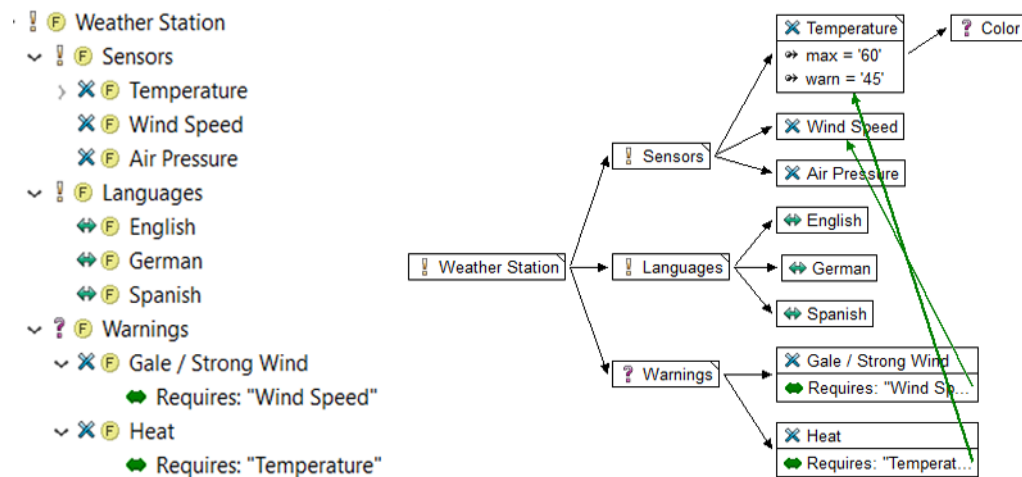 F Weather Station
F Sensors
F Temperature
F Wind Speed
F Air Pressure
F Languages
F English
F German
F Spanish
F Warnings
F Gale / Strong Wind
Requires: "Wind Speed"
F Heat
Requires: "Temperature"
Weather Station
Sensors
Temperature
max = '60'
warn = '45'
Color
Wind Speed
Air Pressure
Languages
English
German
Spanish
Warnings
Gale / Strong Wind
Requires: "Wind Sp...
Heat
Requires: "Temperat...